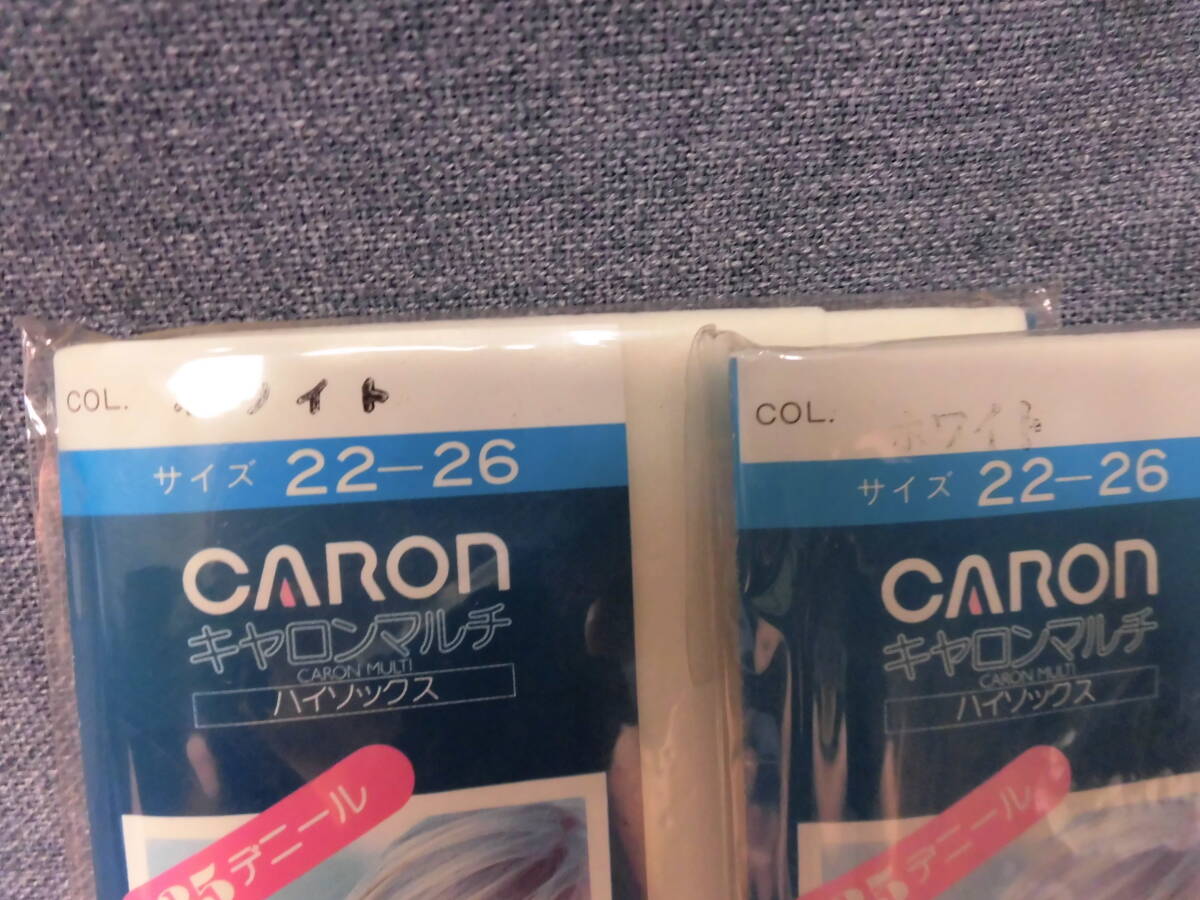 COL. ホワイト
サイズ 22-26
CARON
キャロンマルチ
CARON MULTI
ハイソックス
デニール
COL. ホワイト
サイズ 22-26
CARON
キャロンマルチ
CARON MULTI
ハイソックス
デニール